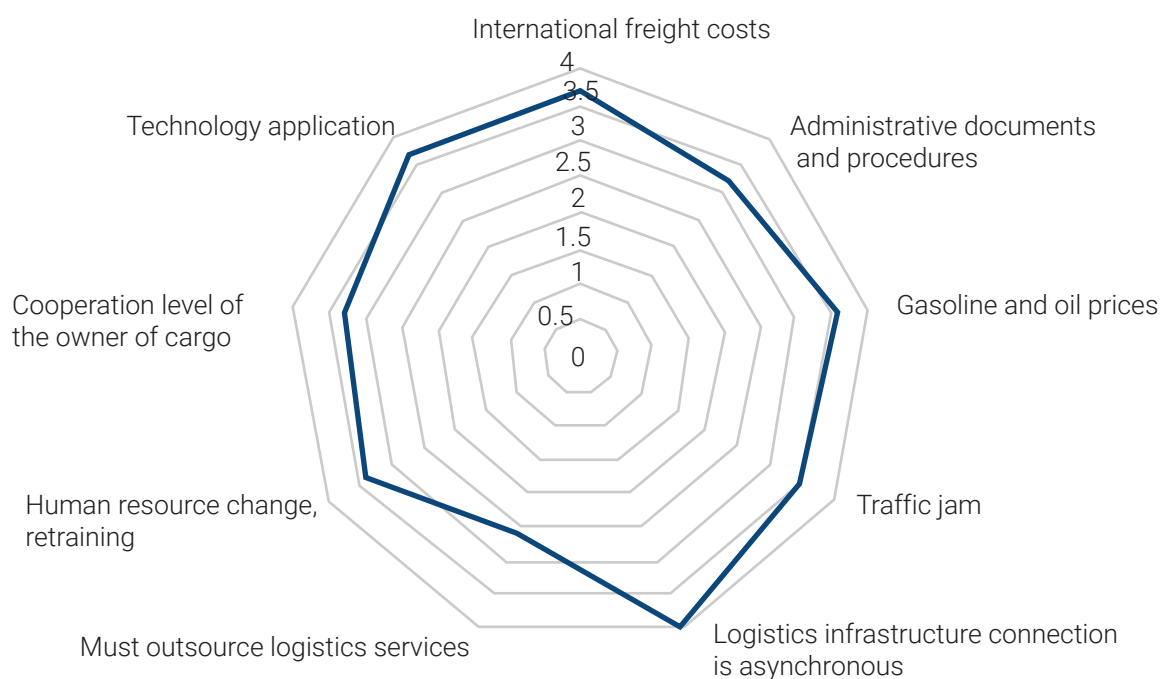 International freight costs
4
3.5
3
2.5
2
1.5
1
0.5
0
Administrative documents
and procedures
Gasoline and oil prices
Traffic jam
Logistics infrastructure connection
is asynchronous
Must outsource logistics services
Human resource change,
retraining
Cooperation level of
the owner of cargo
Technology application